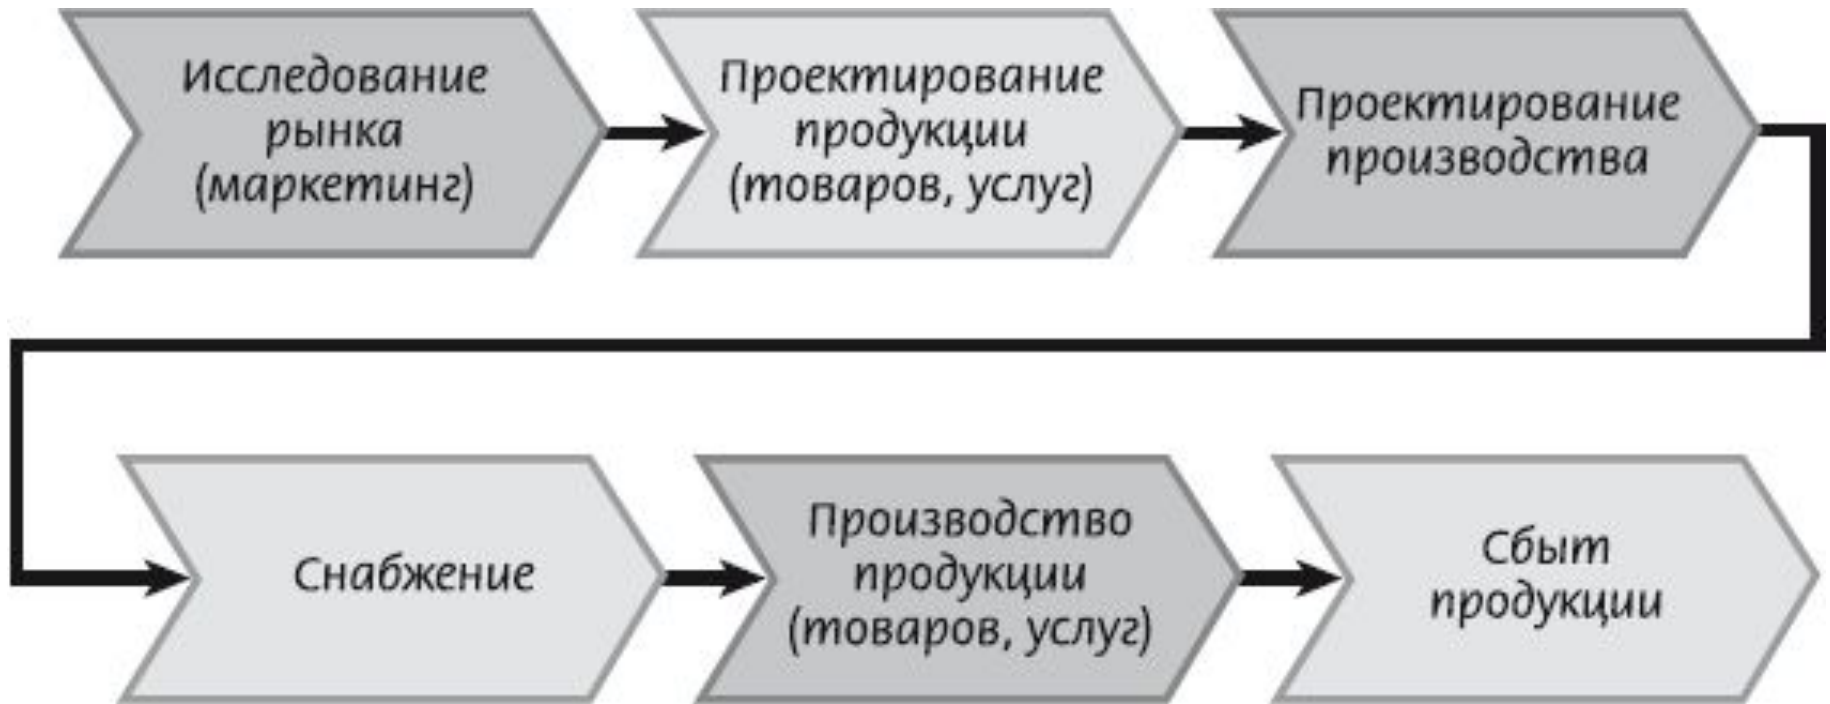 Исследование
рынка
(маркетинг)
Проектирование
продукции
(товаров, услуг)
Проектирование
производства
Снабжение
Производство
продукции
(товаров, услуг)
Сбыт
продукции